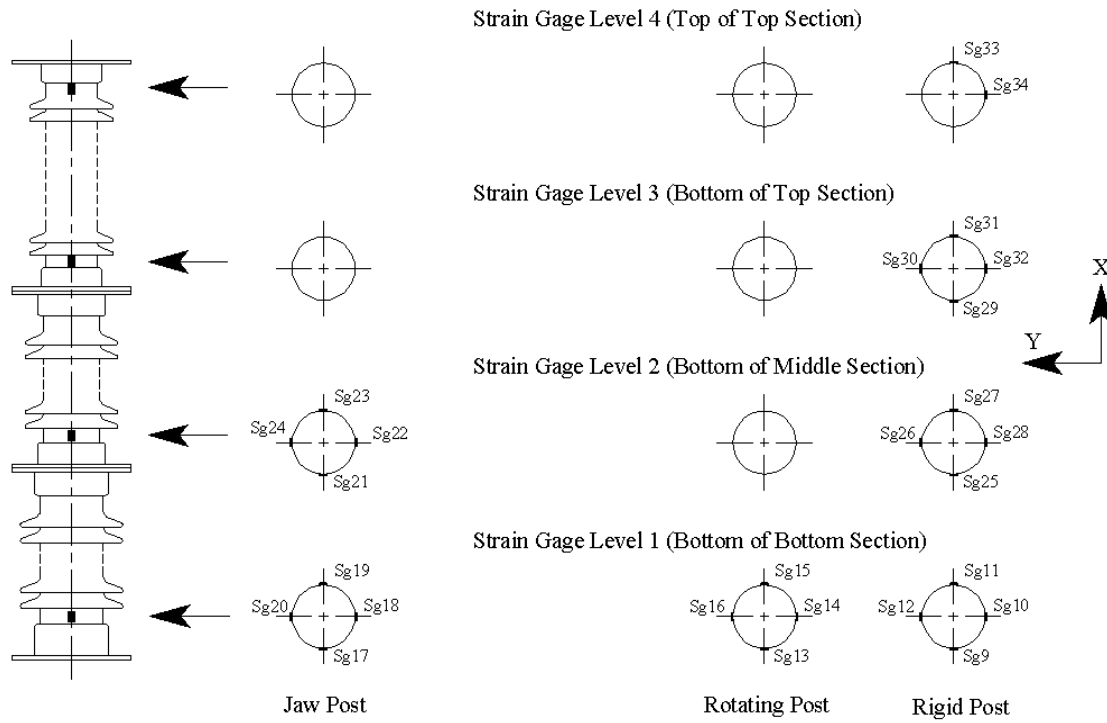 Strain Gage Level 4 (Top of Top Section)
Sg33
Sg34
Strain Gage Level 3 (Bottom of Top Section)
Sg31
Sg30
Sg32
Sg29
X
Y
Strain Gage Level 2 (Bottom of Middle Section)
Sg23
Sg24
Sg22
Sg21
Sg27
Sg26
Sg28
Sg25
Strain Gage Level 1 (Bottom of Bottom Section)
Sg19
Sg20
Sg18
Sg17
Sg15
Sg16
Sg14
Sg13
Sg11
Sg12
Sg10
Sg9
Jaw Post
Rotating Post
Rigid Post